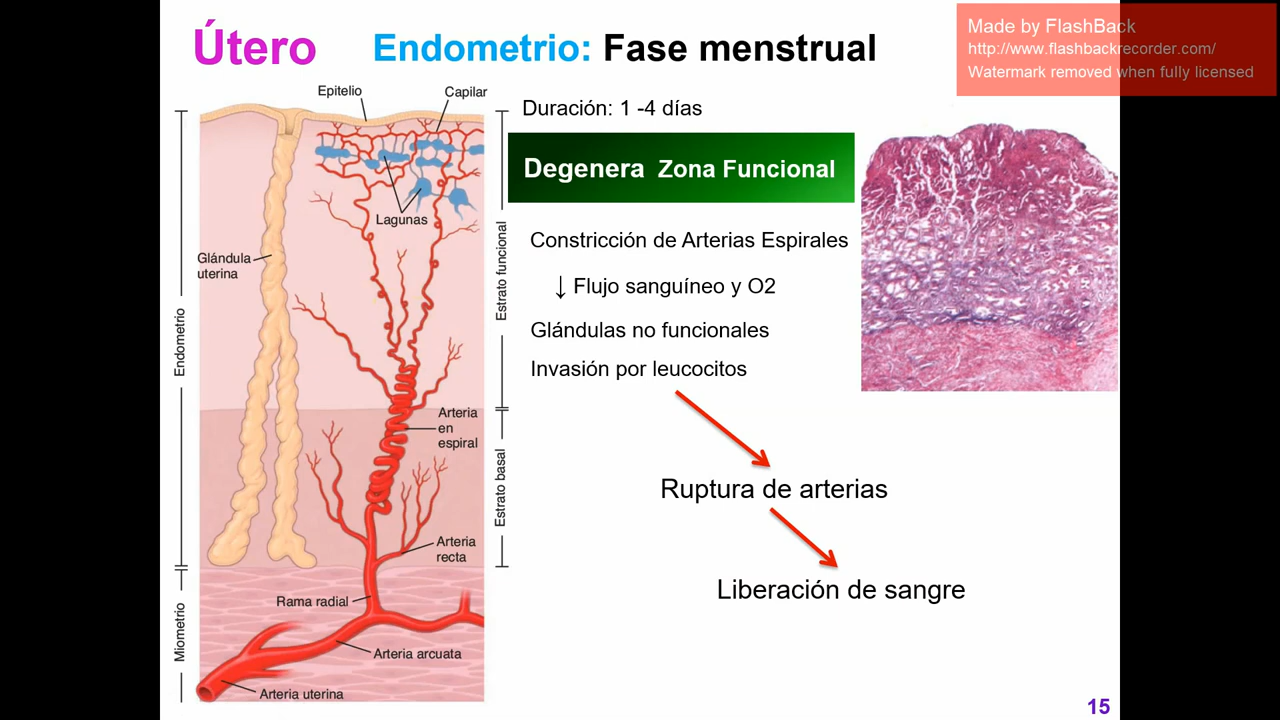 Útero
Endometrio: Fase menstrual
Made by FlashBack
http://www.flashbackrecorder.com/
Watermark removed when fully licensed
Epitelio
Capilar
Lagunas
Glándula
uterina
Endometrio
Miometrio
Estrato funcional
Estrato basal
Arteria
en
espiral
Arteria
recta
Rama radial
Arteria arcuata
Arteria uterina
Duración: 1 -4 días
Degenera Zona Funcional
Constricción de Arterias Espirales
↓ Flujo sanguíneo y O2
Glándulas no funcionales
Invasión por leucocitos
Ruptura de arterias
Liberación de sangre
15